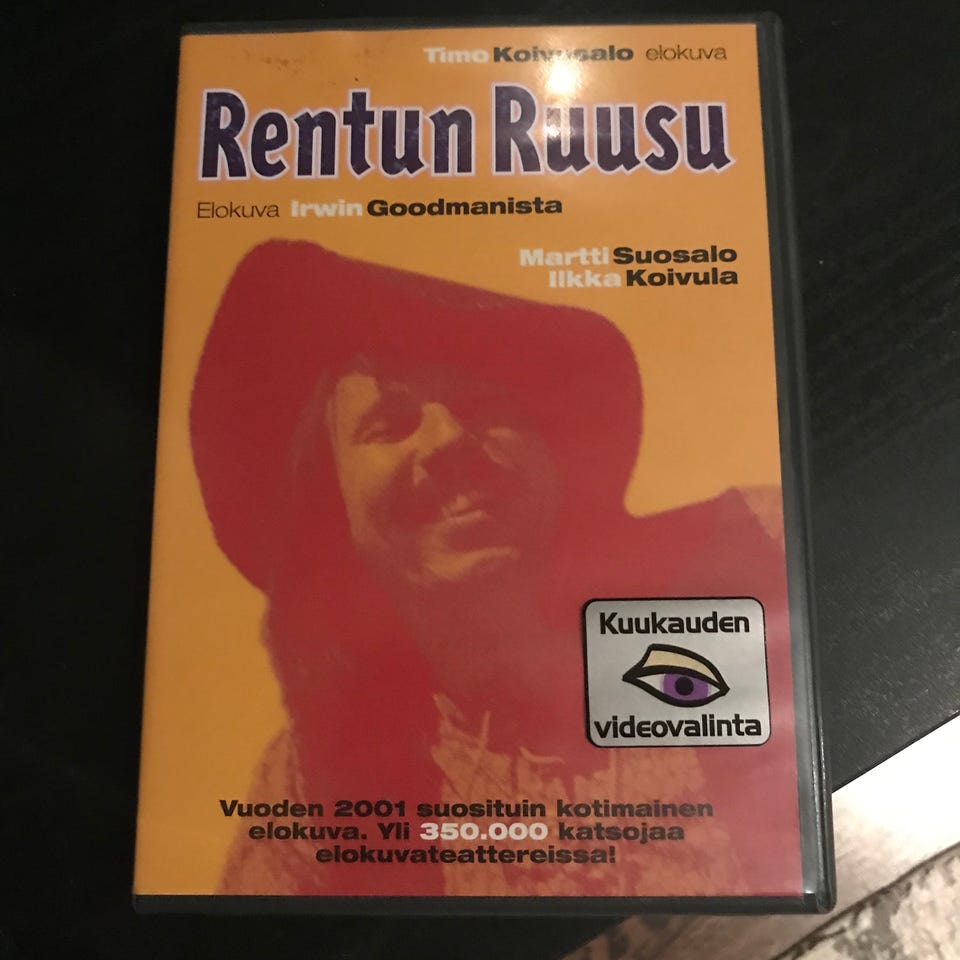 Timo Koivusalo elokuva
Rentun Ruusu
Elokuva Irwin Goodmanista
Martti Suosalo
Ilkka Koivula
Kuukauden
videovalinta
Vuoden 2001 suosituin kotimainen
elokuva. Yli 350.000 katsojaa
elokuvateattereissa!